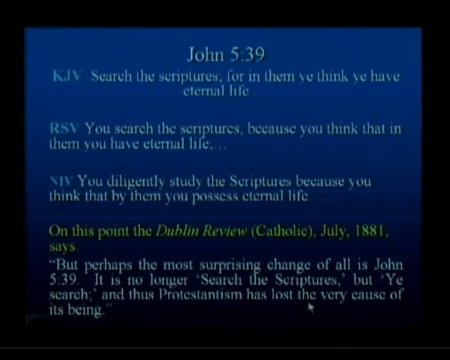 John 5:39
KJV Search the scriptures; for in them ye think ye have
eternal life
RSV You search the scriptures, because you think that in
them you have eternal life;...
NIV You diligently study the Scriptures because you
think that by them you possess eternal life. ...
On this point the Dublin Review (Catholic), July, 1881,
says
“But perhaps the most surprising change of all is John
5:39. It is no longer ‘Search the Scriptures,’ but ‘Ye
search;’ and thus Protestantism has lost the very cause of
its being.”